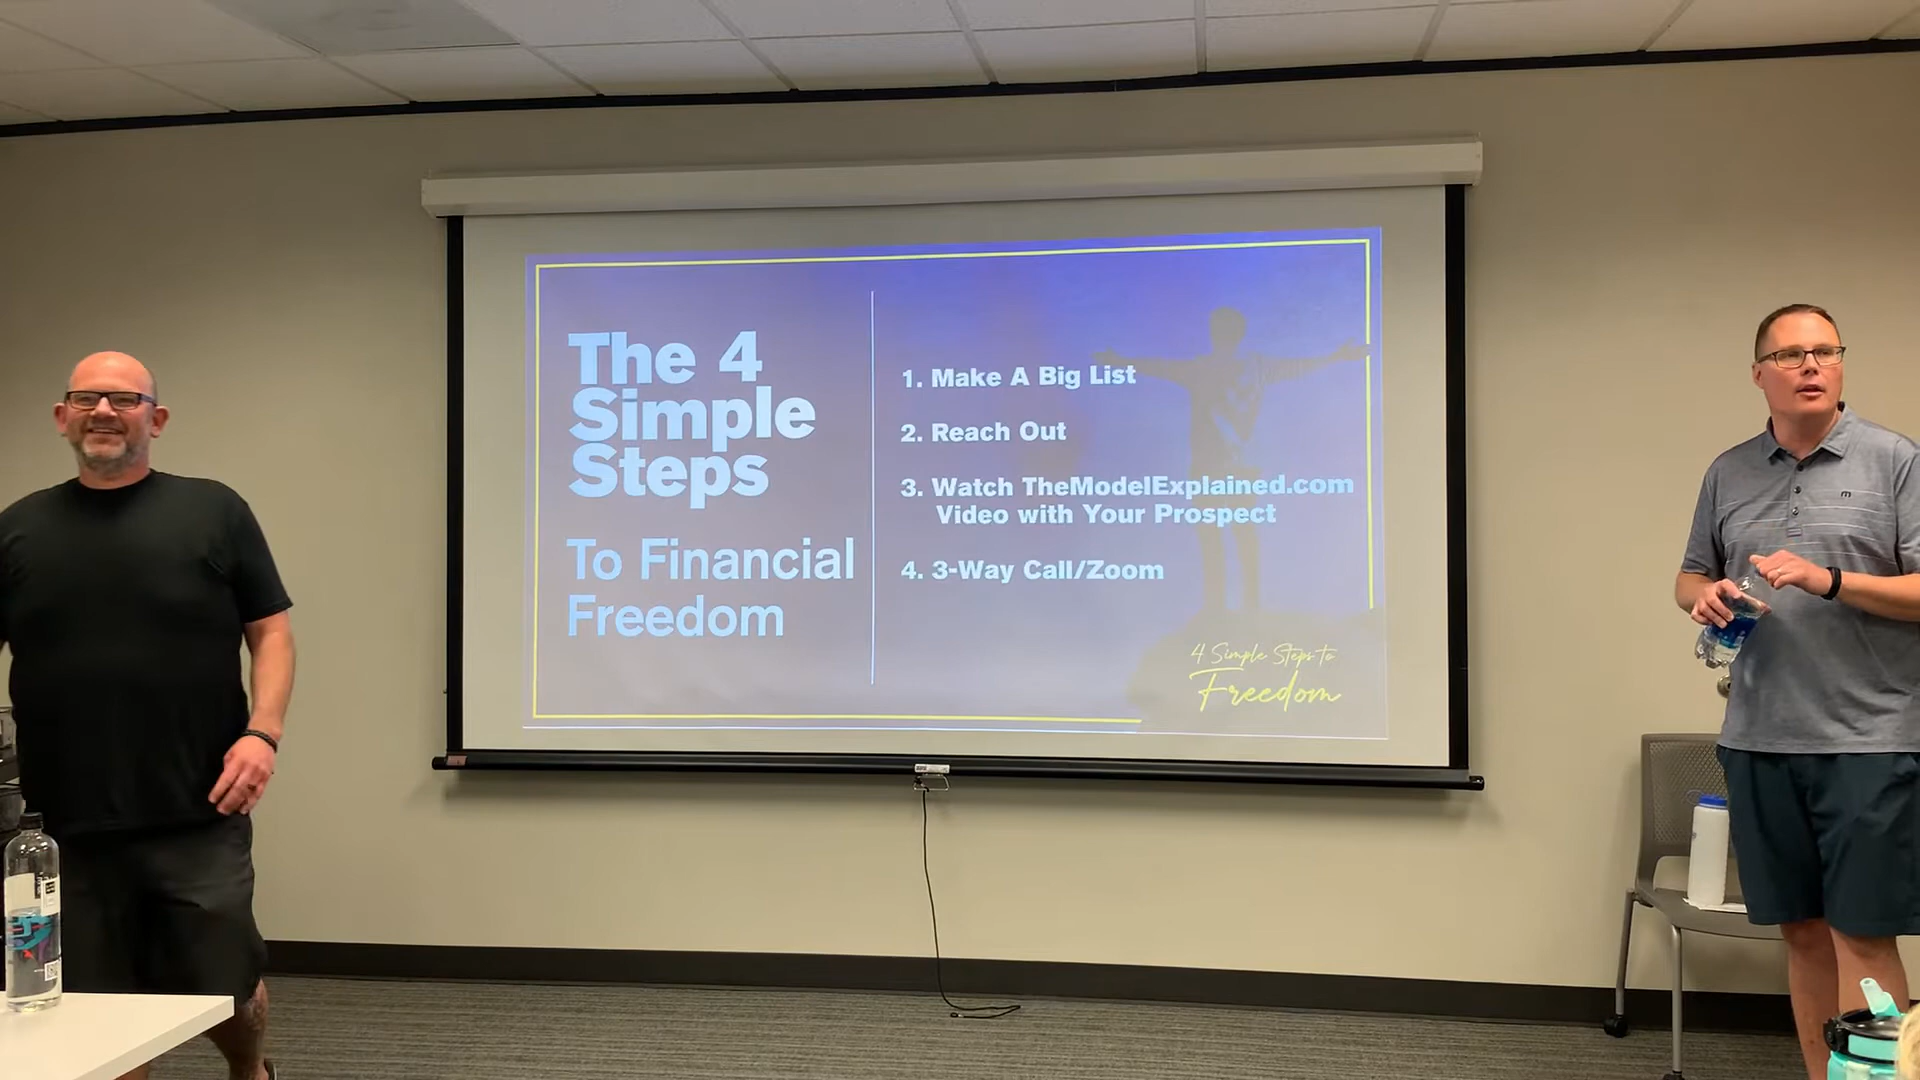 The 4
Simple
Steps
To Financial
Freedom
1. Make A Big List
2. Reach Out
3. Watch TheModelExplained.com
Video with Your Prospect
4. 3-Way Call/Zoom
4 Simple Steps to
Freedom
m